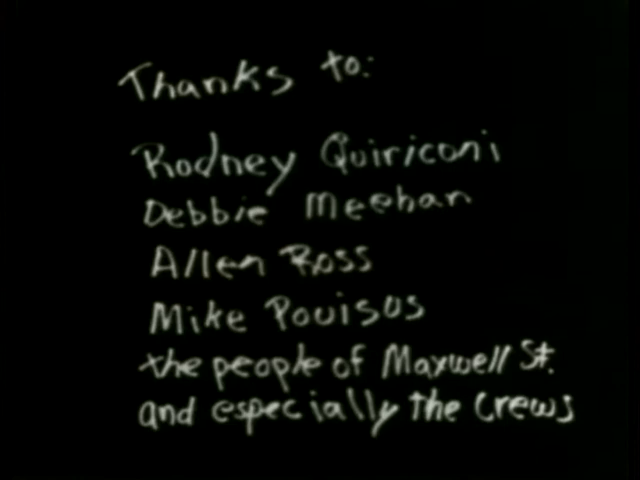 Thanks to:
Rodney Quiriconi
Debbie Meehan
Allen Ross
Mike Pouisos
the people of Maxwell St.
and especially the Crews